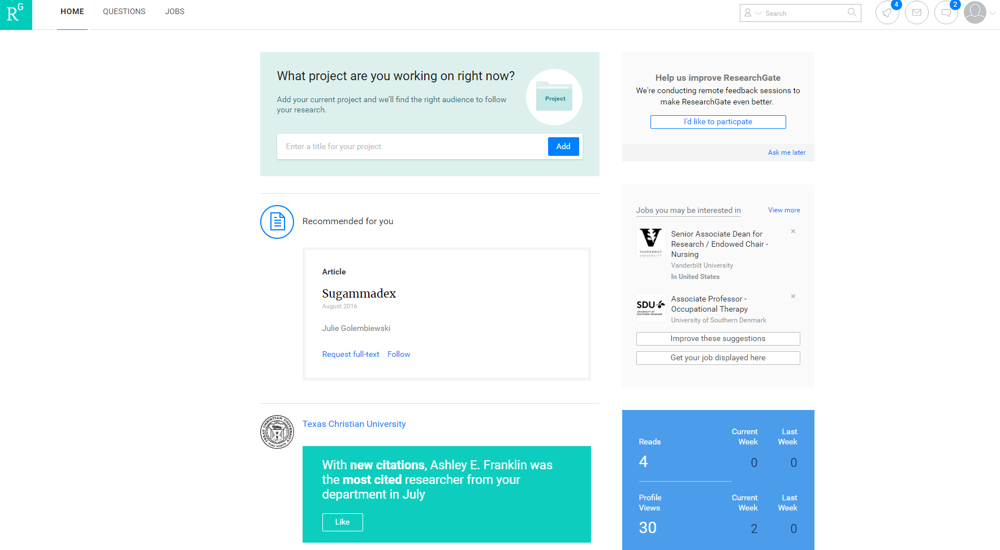 RG
HOME QUESTIONS JOBS
Search
4
2
What project are you working on right now?
Add your current project and we'll find the right audience to follow
your research.
Project
Enter a title for your project
Add
Recommended for you
Article
Sugammadex
August 2016
Julie Golembiewski
Request full-text Follow
Texas Christian University
With new citations, Ashley E. Franklin was
the most cited researcher from your
department in July
Like
Help us improve ResearchGate
We're conducting remote feedback sessions to
make ResearchGate even better.
I'd like to particpate
Ask me later
Jobs you may be interested in
View more
VANDERBILT
UNIVERSITY
Senior Associate Dean for
Research / Endowed Chair -
Nursing
Vanderbilt University
In United States
SDU
UNIVERSITY OF
SOUTHERN DENMARK
Associate Professor -
Occupational Therapy
University of Southern Denmark
Improve these suggestions
Get your job displayed here
Reads
Current
Week
Last
Week
4 0 0
Profile
Views
Current
Week
Last
Week
30 2 0